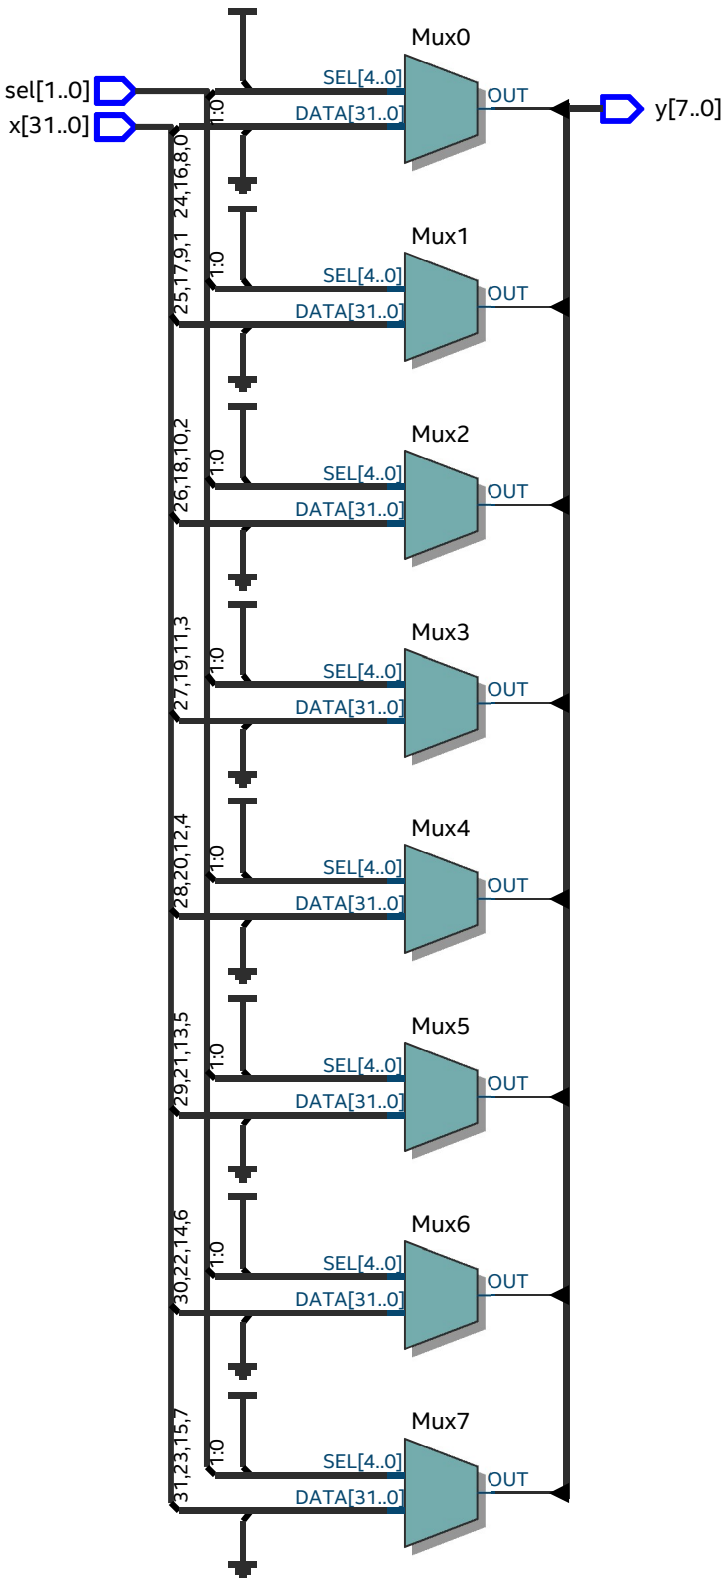 Mux0
sel[1..0]
SEL[4..0]
1:0
OUT
y[7..0]
x[31..0]
DATA[31..0]
24,16,8,0
Mux1
25,17,9,1
1:0
SEL[4..0]
DATA[31..0]
OUT
Mux2
26,18,10,2
1:0
SEL[4..0]
DATA[31..0]
OUT
Mux3
27,19,11,3
1:0
SEL[4..0]
DATA[31..0]
OUT
Mux4
28,20,12,4
1:0
SEL[4..0]
DATA[31..0]
OUT
Mux5
29,21,13,5
1:0
SEL[4..0]
DATA[31..0]
OUT
Mux6
30,22,14,6
1:0
SEL[4..0]
DATA[31..0]
OUT
Mux7
31,23,15,7
1:0
SEL[4..0]
DATA[31..0]
OUT